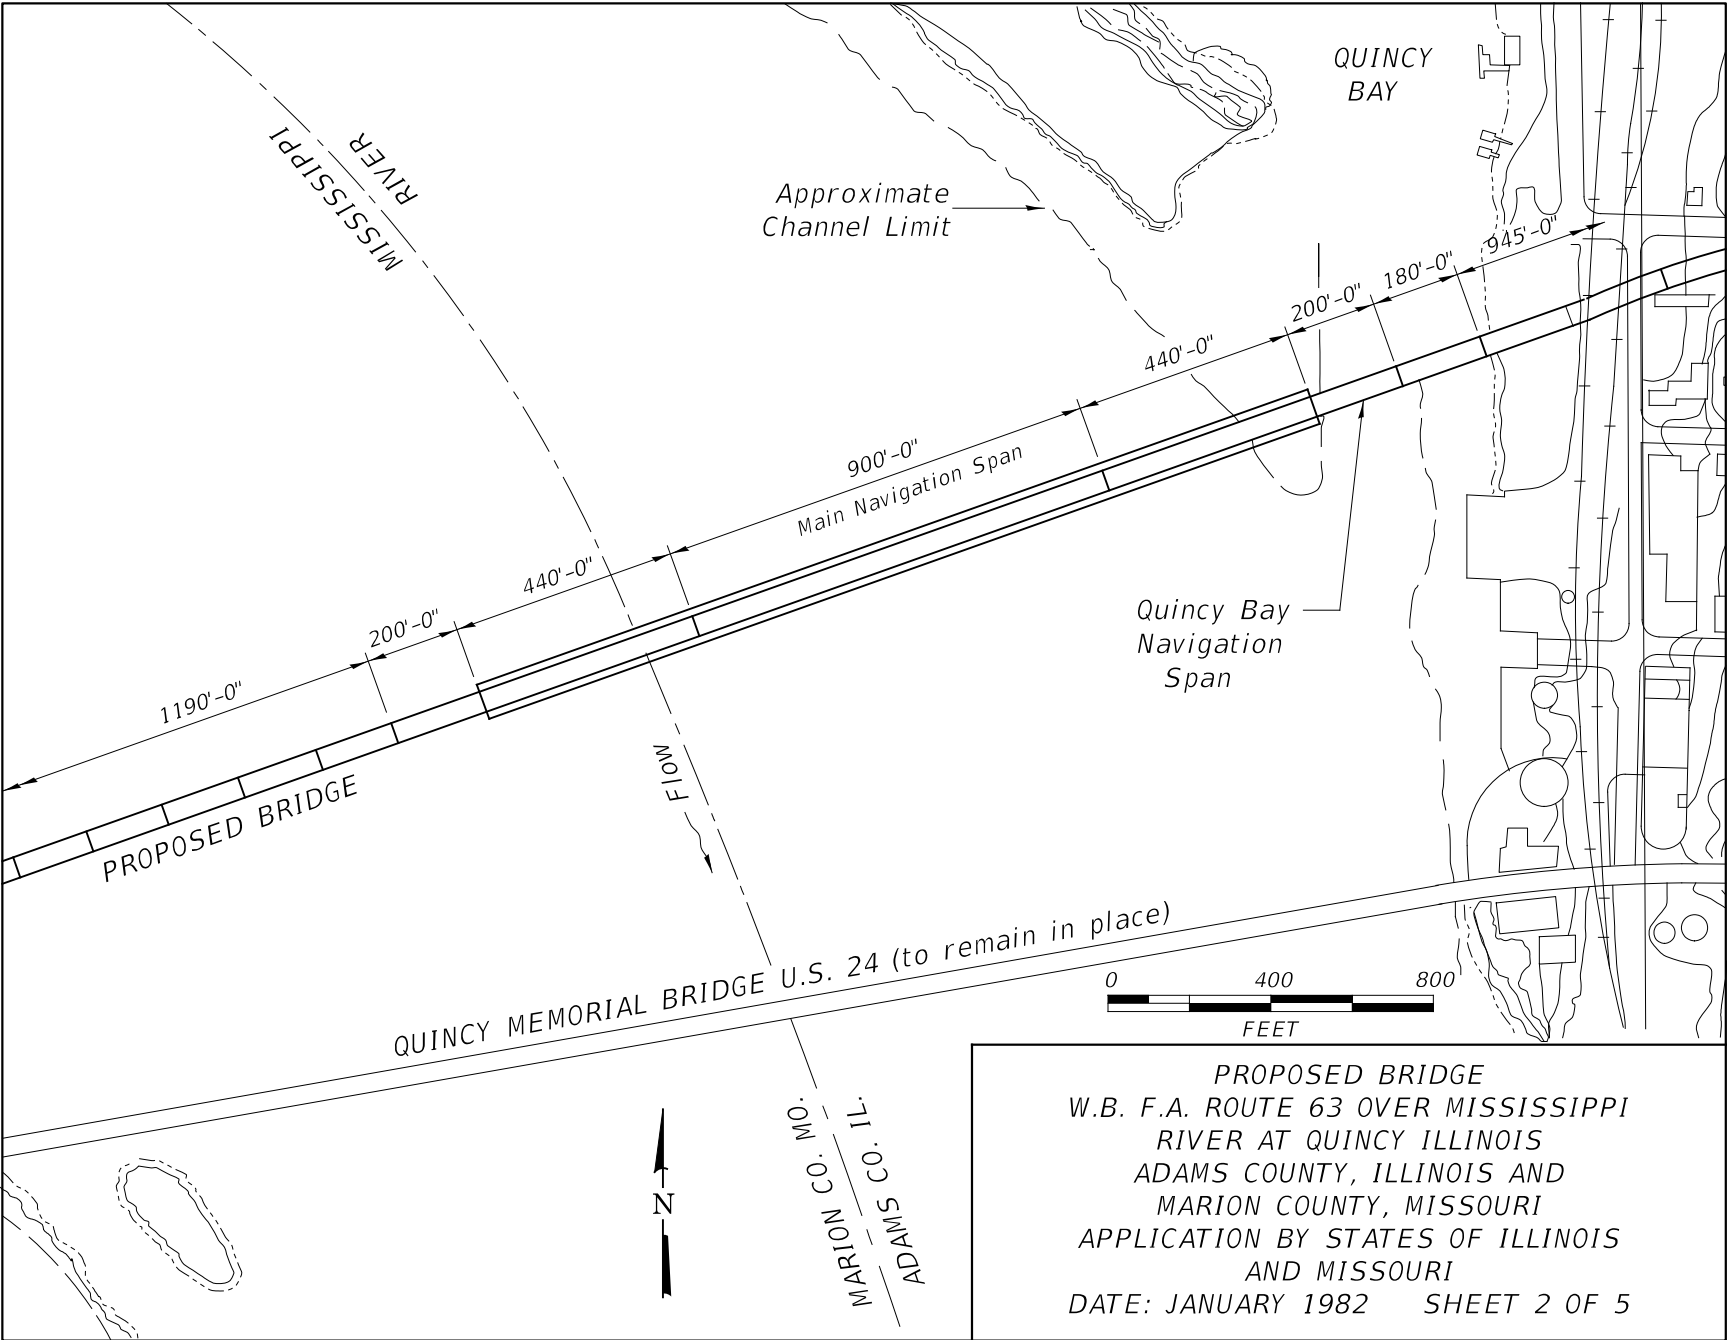 QUINCY
BAY
MISSISSIPPI
RIVER
Approximate
Channel Limit
945'-0"
180'-0"
200'-0"
440'-0"
900'-0"
Main Navigation Span
440'-0"
200'-0"
1190'-0"
Quincy Bay
Navigation
Span
PROPOSED BRIDGE
Flow
QUINCY MEMORIAL BRIDGE U.S. 24 (to remain in place)
0 400 800
FEET
MARION CO. MO.
ADAMS CO. IL.
N
PROPOSED BRIDGE
W.B. F.A. ROUTE 63 OVER MISSISSIPPI
RIVER AT QUINCY ILLINOIS
ADAMS COUNTY, ILLINOIS AND
MARION COUNTY, MISSOURI
APPLICATION BY STATES OF ILLINOIS
AND MISSOURI
DATE: JANUARY 1982 SHEET 2 OF 5